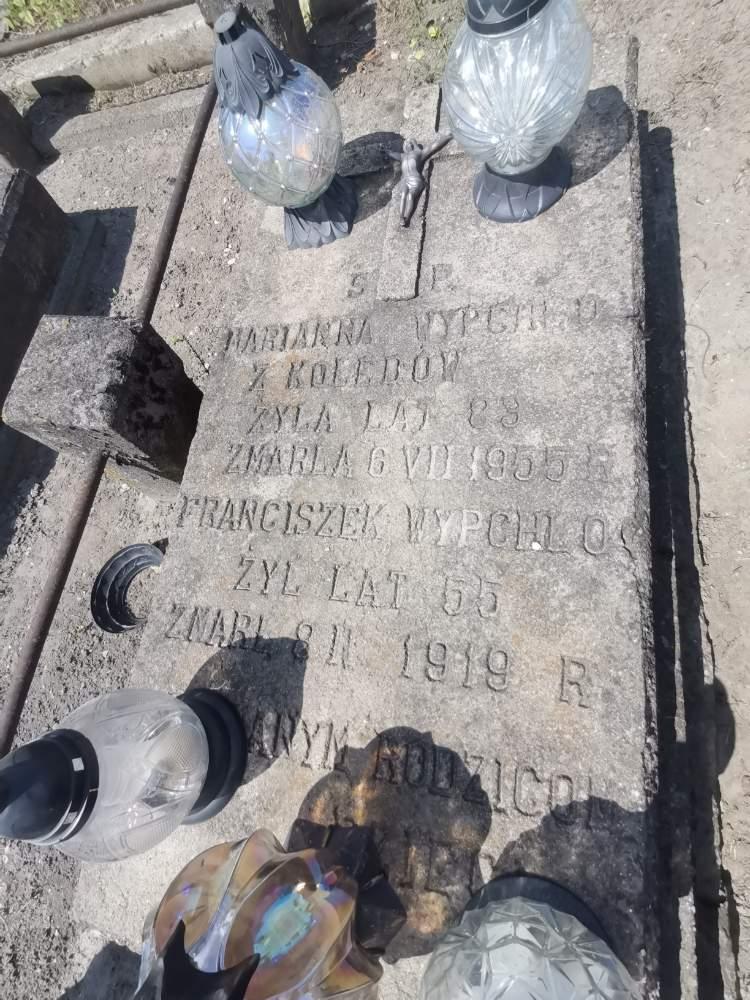 S P
MARIANNA WYPCHŁO
Z KOLEDÓW
ŻYŁA LAT 83
ZMARŁA 6 VII 1955 R
FRANCISZEK WYPCHŁO
ŻYŁ LAT 55
ZMARŁ 8 II 1919 R
RODZICOM